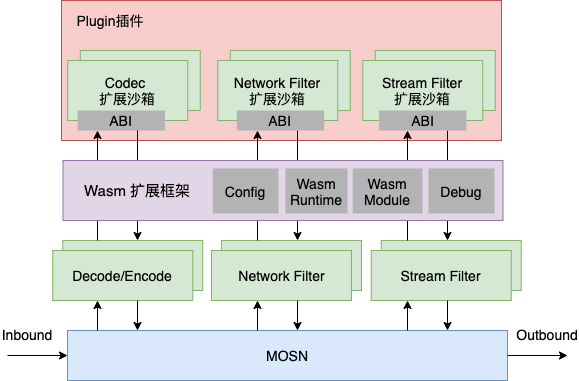 Plugin插件
Codec
扩展沙箱
ABI
Network Filter
扩展沙箱
ABI
Stream Filter
扩展沙箱
ABI
Wasm 扩展框架
Config
Wasm
Runtime
Wasm
Module
Debug
Decode/Encode
Network Filter
Stream Filter
Inbound
MOSN
Outbound